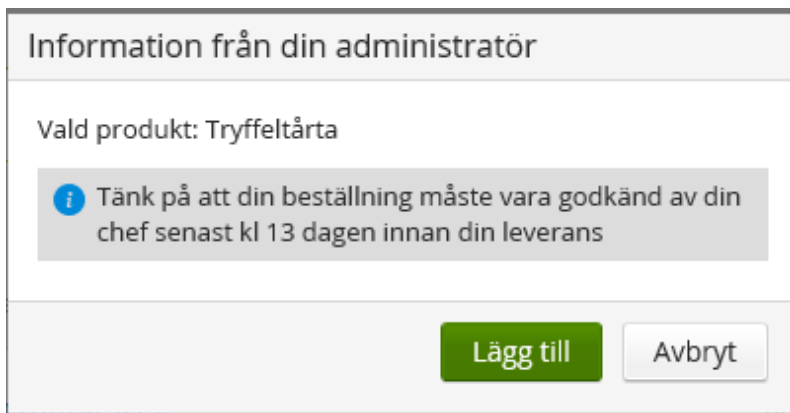 Information från din administratör
Vald produkt: Tryffeltårta
Tänk på att din beställning måste vara godkänd av din
chef senast kl 13 dagen innan din leverans
Lägg till
Avbryt